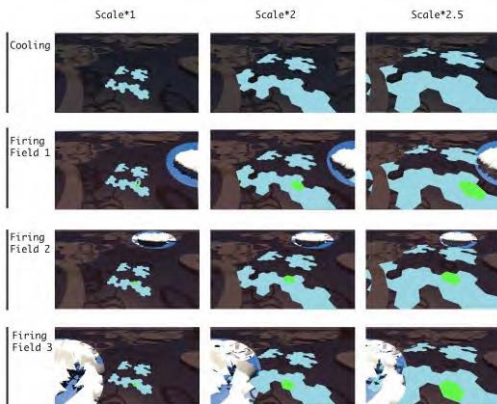 Scale*1 Scale*2 Scale*2.5
Cooling
Firing
Field 1
Firing
Field 2
Firing
Field 3